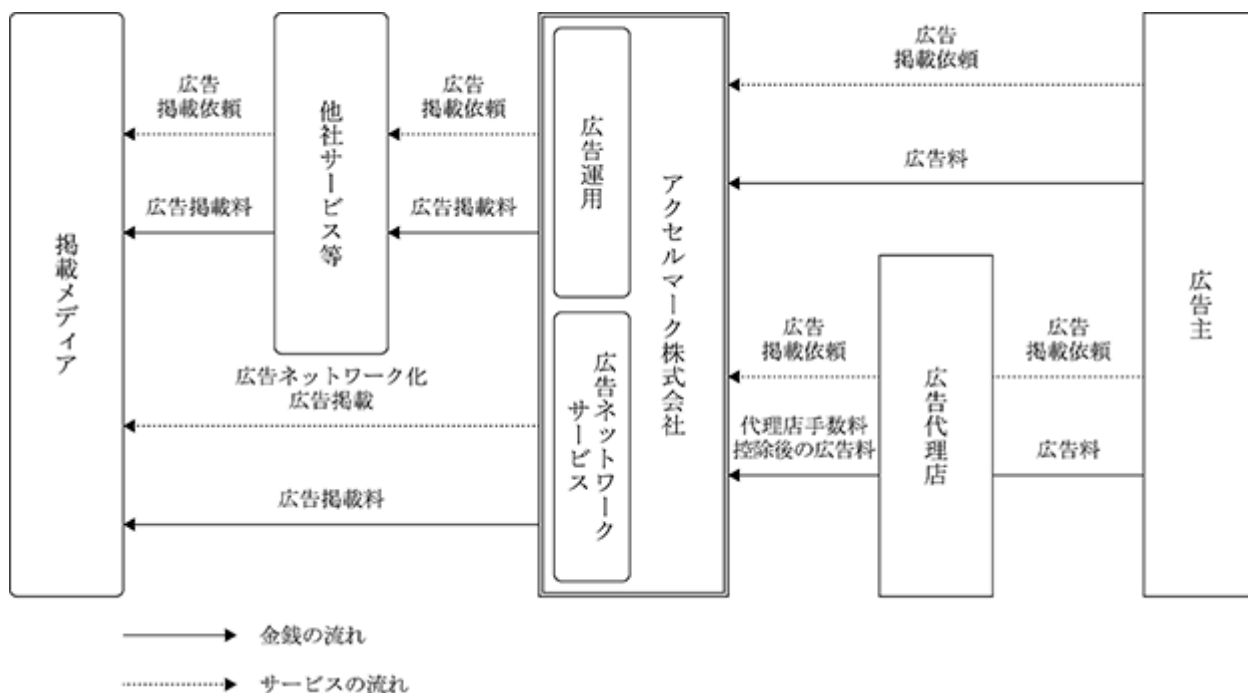 掲載メディア
広告
掲載依頼
広告掲載料
他社サービス等
広告
掲載依頼
広告掲載料
広告ネットワーク化
広告掲載
広告掲載料
広告運用
広告ネットワーク
サービス
アクセルマーク株式会社
広告
掲載依頼
広告料
広告
掲載依頼
代理店手数料
控除後の広告料
広告代理店
広告
掲載依頼
広告料
広告主
金銭の流れ
サービスの流れ